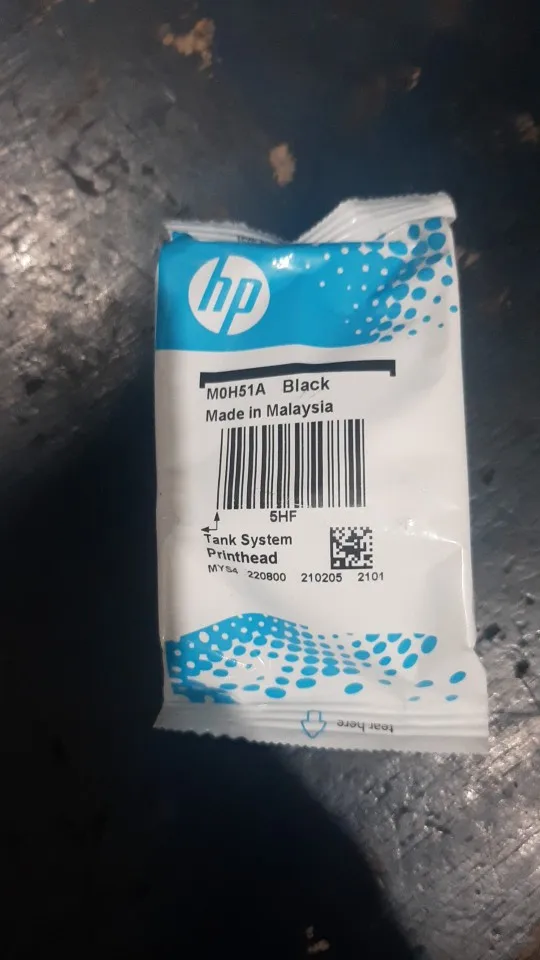 hp
M0H51A Black
Made in Malaysia
5HF
Tank System
Printhead
MYS4 220800 210205 2101
tear here